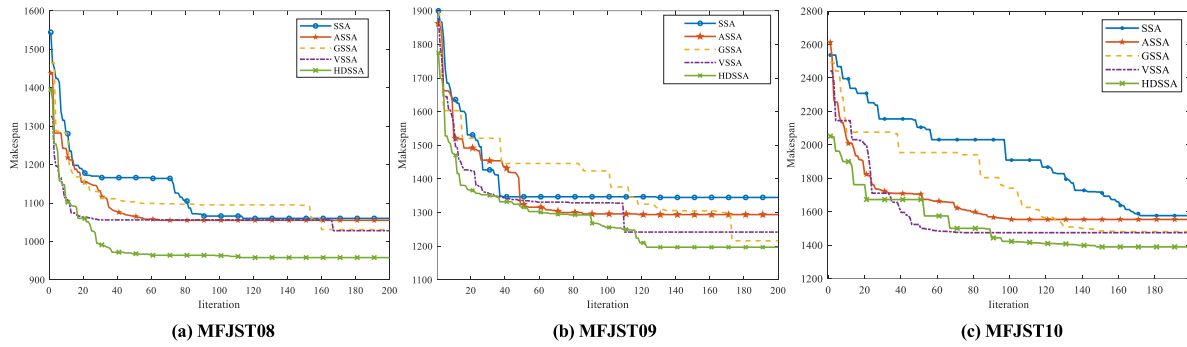 1600
1500
1400
1300
1200
1100
1000
900
Makespan
0 20 40 60 80 100 120 140 160 180 200
Iiteration
SSA
ASSA
GSSA
VSSA
HDSSA
(a) MFJST08
1900
1800
1700
1600
1500
1400
1300
1200
1100
Makespan
20 40 60 80 100 120 140 160 180 200
Iiteration
SSA
ASSA
GSSA
VSSA
HDSSA
(b) MFJST09
2800
2600
2400
2200
2000
1800
1600
1400
1200
Makespan
20 40 60 80 100 120 140 160 180
Iiteration
SSA
ASSA
GSSA
VSSA
HDSSA
(c) MFJST10